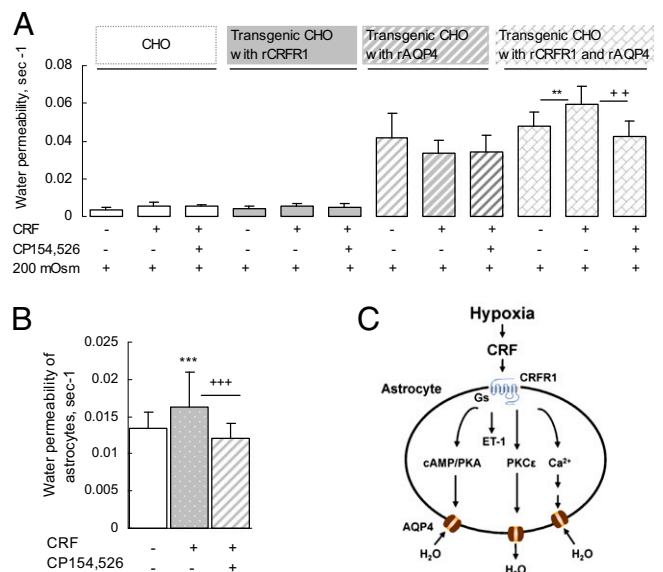 A
CHO
Transgenic CHO
with rCRFR1
Transgenic CHO
with rAQP4
Transgenic CHO
with rCRFR1 and rAQP4
Water permeability, sec -1
0.08
0.06
0.04
0.02
0
** ++
CRF - + + - + + - + + - + +
CP154,526 + + + +
200 mOsm + + + + + + + + + + + +
B
Water permeability of
astrocytes, sec-1
0.025
0.02
0.015
0.01
0.005
0
***
+++
CRF - + +
CP154,526 - - +
C
Hypoxia
CRF
CRFR1
Astrocyte
Gs
ET-1
cAMP/PKA PKCε Ca²⁺
AQP4
H₂O H₂O
H₂O